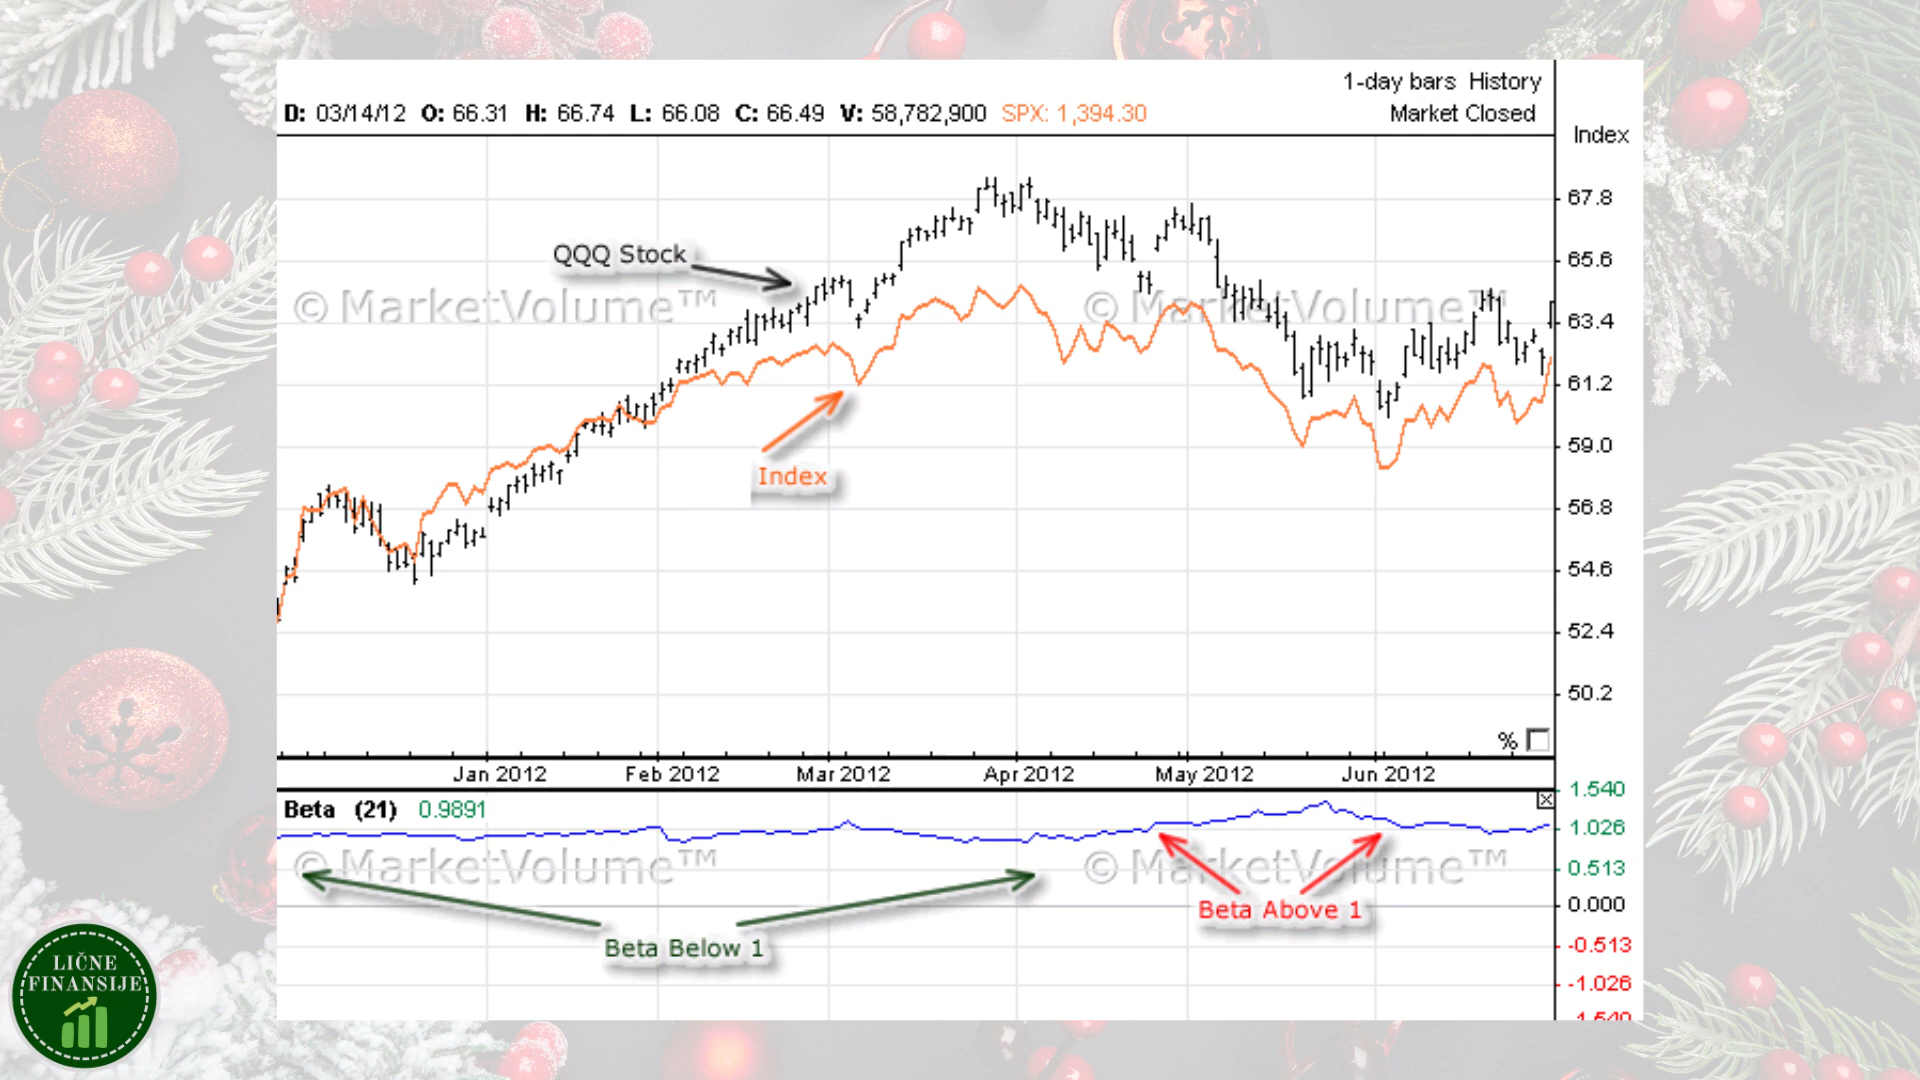 1-day bars History
D: 03/14/12 O: 66.31 H: 66.74 L: 66.08 C: 66.49 V: 58,782,900 SPX: 1,394.30 Market Closed
Index
67.8
QQQ Stock
65.6
© MarketVolume™ © MarketVolume™
63.4
61.2
59.0
Index
56.8
54.6
52.4
50.2
%
Jan 2012 Feb 2012 Mar 2012 Apr 2012 May 2012 Jun 2012
1.540
Beta (21) 0.9891
1.026
© MarketVolume™ © MarketVolume™
0.513
0.000
Beta Above 1
Beta Below 1
-0.513
-1.026
LIČNE
FINANSIJE